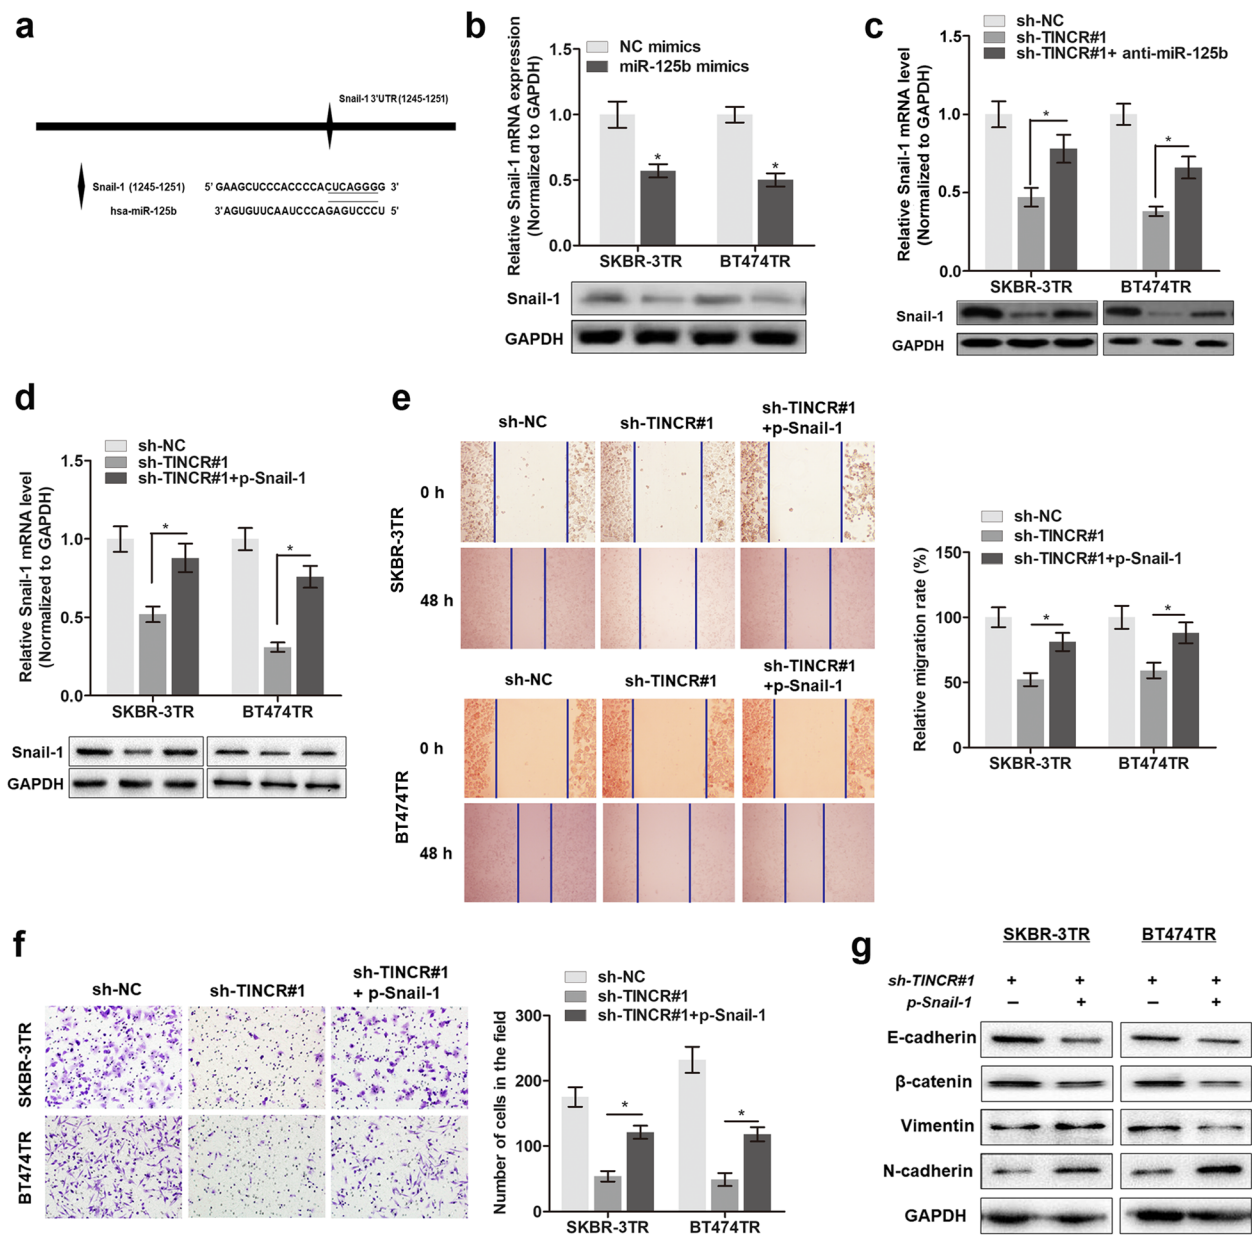 a
Snail-1 3'UTR (1245-1251)
Snail-1 (1245-1251) 5' GAAGCUCCCACCCCACUCAGGGG 3'
hsa-miR-125b 3'AGUGUUCAAUCCCAGAGUCCCU 5'
b
NC mimics
miR-125b mimics
Relative Snail-1 mRNA expression
(Normalized to GAPDH)
1.5
1.0
0.5
0.0
* *
SKBR-3TR BT474TR
Snail-1
GAPDH
c
sh-NC
sh-TINCR#1
sh-TINCR#1+ anti-miR-125b
Relative Snail-1 mRNA level
(Normalized to GAPDH)
1.5
1.0
0.5
0.0
* *
SKBR-3TR BT474TR
Snail-1
GAPDH
d
sh-NC
sh-TINCR#1
sh-TINCR#1+p-Snail-1
Relative Snail-1 mRNA level
(Normalized to GAPDH)
1.5
1.0
0.5
0.0
* *
SKBR-3TR BT474TR
Snail-1
GAPDH
e
sh-NC sh-TINCR#1 sh-TINCR#1
+p-Snail-1
SKBR-3TR
0 h
48 h
sh-NC sh-TINCR#1 sh-TINCR#1
+p-Snail-1
BT474TR
0 h
48 h
sh-NC
sh-TINCR#1
sh-TINCR#1+p-Snail-1
Relative migration rate (%)
150
100
50
0
* *
SKBR-3TR BT474TR
f
sh-NC sh-TINCR#1 sh-TINCR#1
+ p-Snail-1
SKBR-3TR
BT474TR
sh-NC
sh-TINCR#1
sh-TINCR#1+p-Snail-1
Number of cells in the field
300
200
100
0
* *
SKBR-3TR BT474TR
g
SKBR-3TR BT474TR
sh-TINCR#1 + + + +
p-Snail-1 − + − +
E-cadherin
β-catenin
Vimentin
N-cadherin
GAPDH